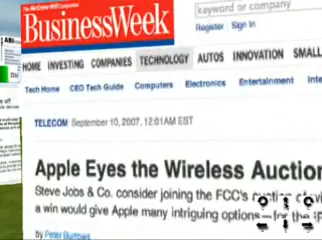 The McGraw-Hill Companies
BusinessWeek
keyword or company
Register Sign In
HOME INVESTING COMPANIES TECHNOLOGY AUTOS INNOVATION SMALL
Tech Home CEO Tech Guide Computers Electronics Entertainment
TELECOM September 10, 2007, 12:01AM EST
Apple Eyes the Wireless Auction
Steve Jobs & Co. consider joining the FCC's
a win would give Apple many intriguing options—for the
by Peter Burrows